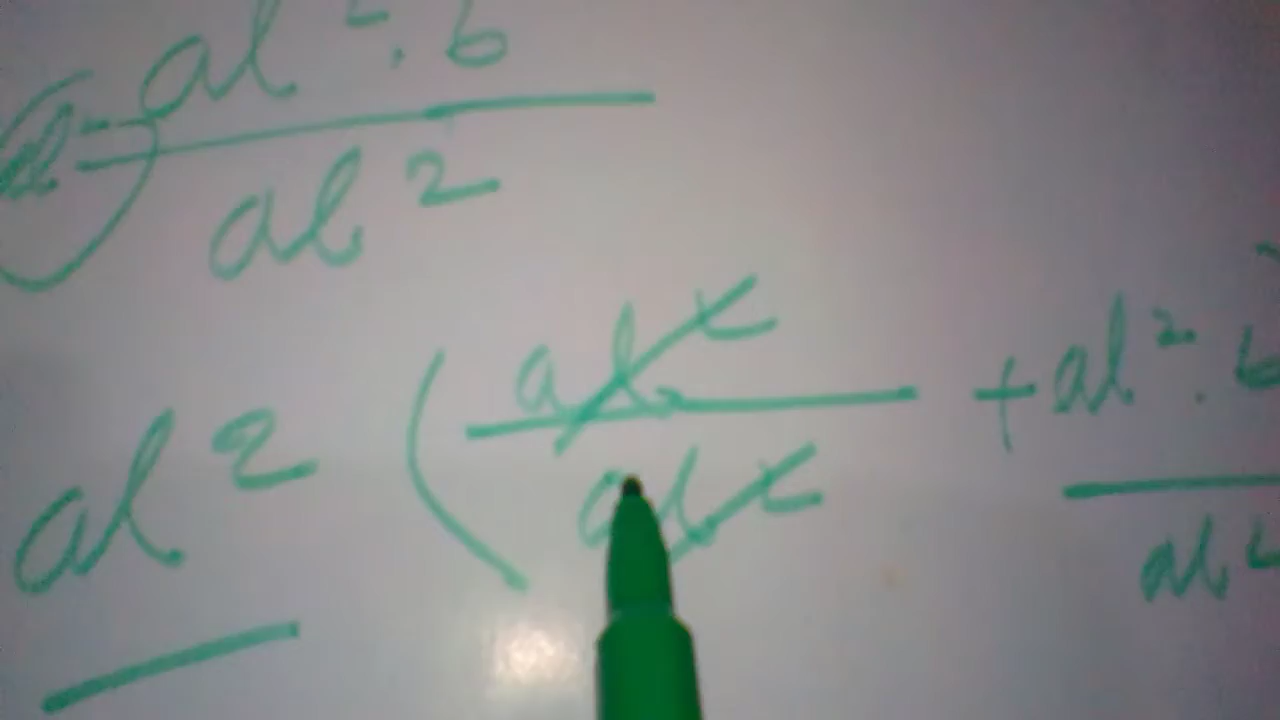 al² . b
a =
al²
al² ( al² / al² + al² . b / al²